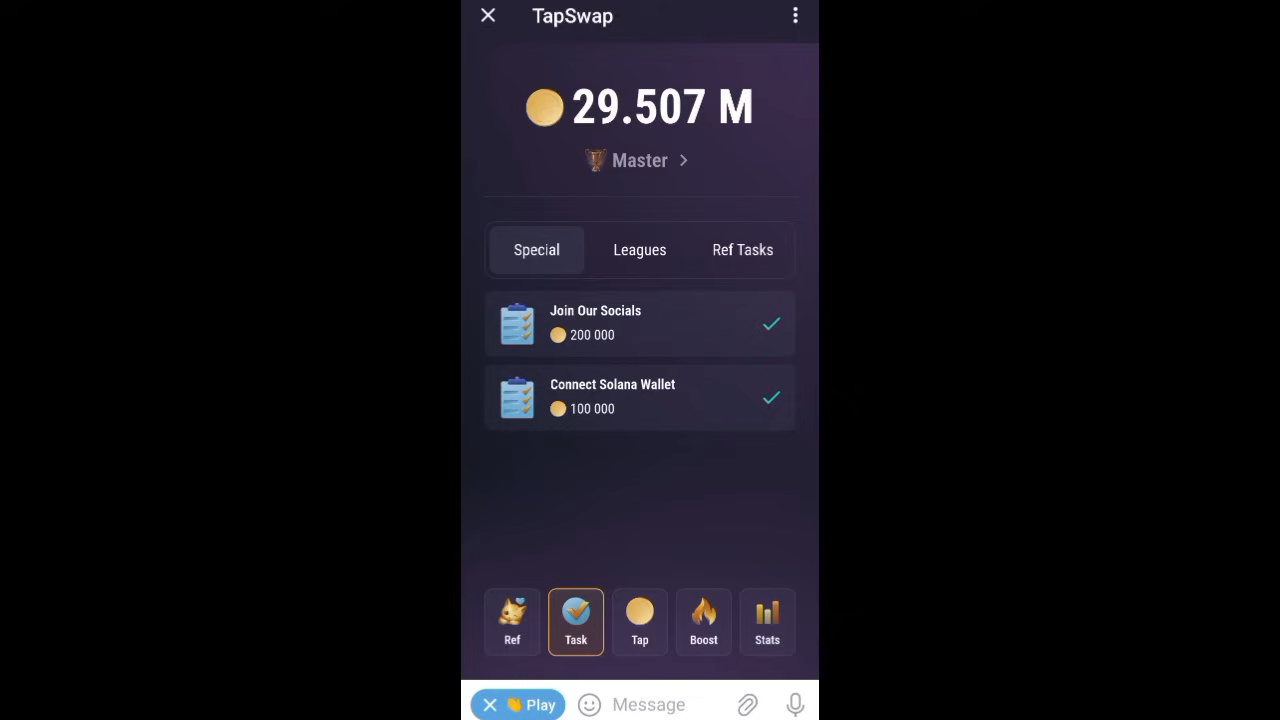 TapSwap
29.507 M
Master
Special Leagues Ref Tasks
Join Our Socials
200 000
Connect Solana Wallet
100 000
Ref Task Tap Boost Stats
Play Message